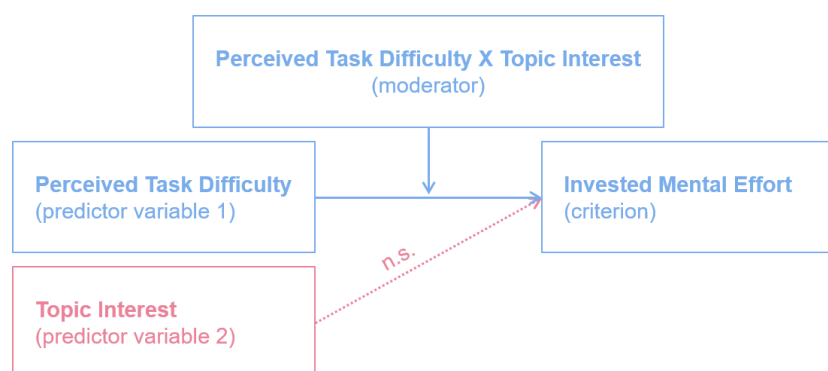 Perceived Task Difficulty X Topic Interest
(moderator)
Perceived Task Difficulty
(predictor variable 1)
Invested Mental Effort
(criterion)
n.s.
Topic Interest
(predictor variable 2)